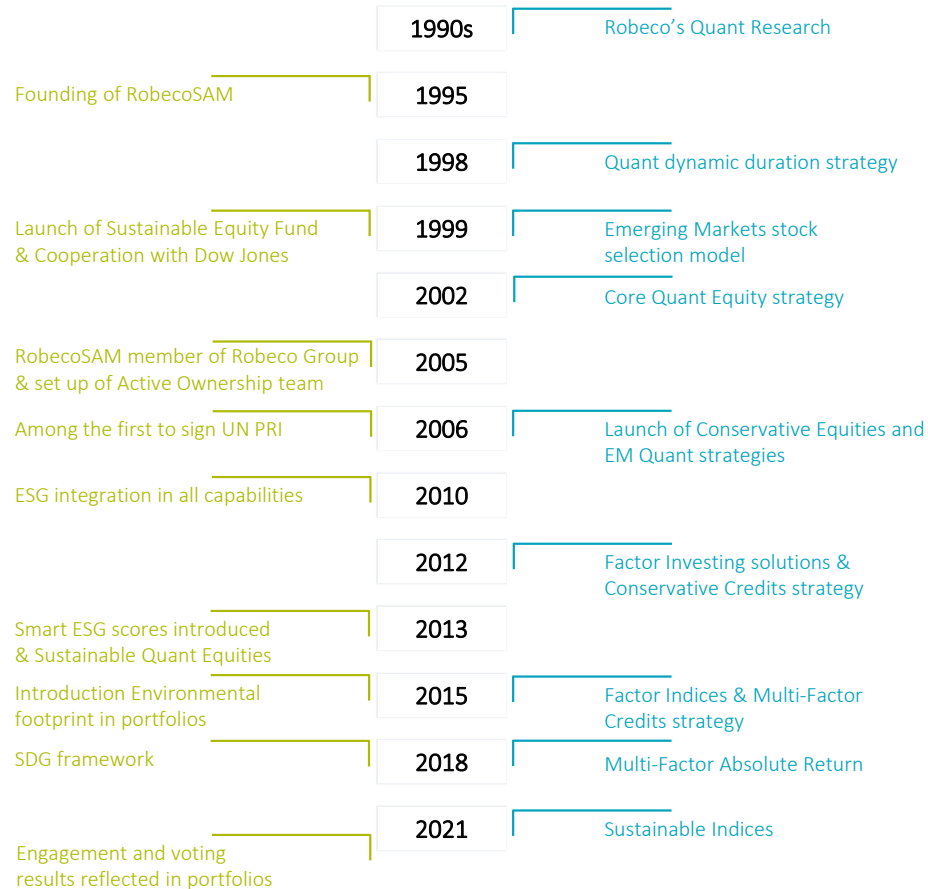 1990s
Robeco’s Quant Research
Founding of RobecoSAM
1995
1998
Quant dynamic duration strategy
Launch of Sustainable Equity Fund
& Cooperation with Dow Jones
1999
Emerging Markets stock
selection model
2002
Core Quant Equity strategy
RobecoSAM member of Robeco Group
& set up of Active Ownership team
2005
Among the first to sign UN PRI
2006
Launch of Conservative Equities and
EM Quant strategies
ESG integration in all capabilities
2010
2012
Factor Investing solutions &
Conservative Credits strategy
Smart ESG scores introduced
& Sustainable Quant Equities
2013
Introduction Environmental
footprint in portfolios
2015
Factor Indices & Multi-Factor
Credits strategy
SDG framework
2018
Multi-Factor Absolute Return
2021
Sustainable Indices
Engagement and voting
results reflected in portfolios